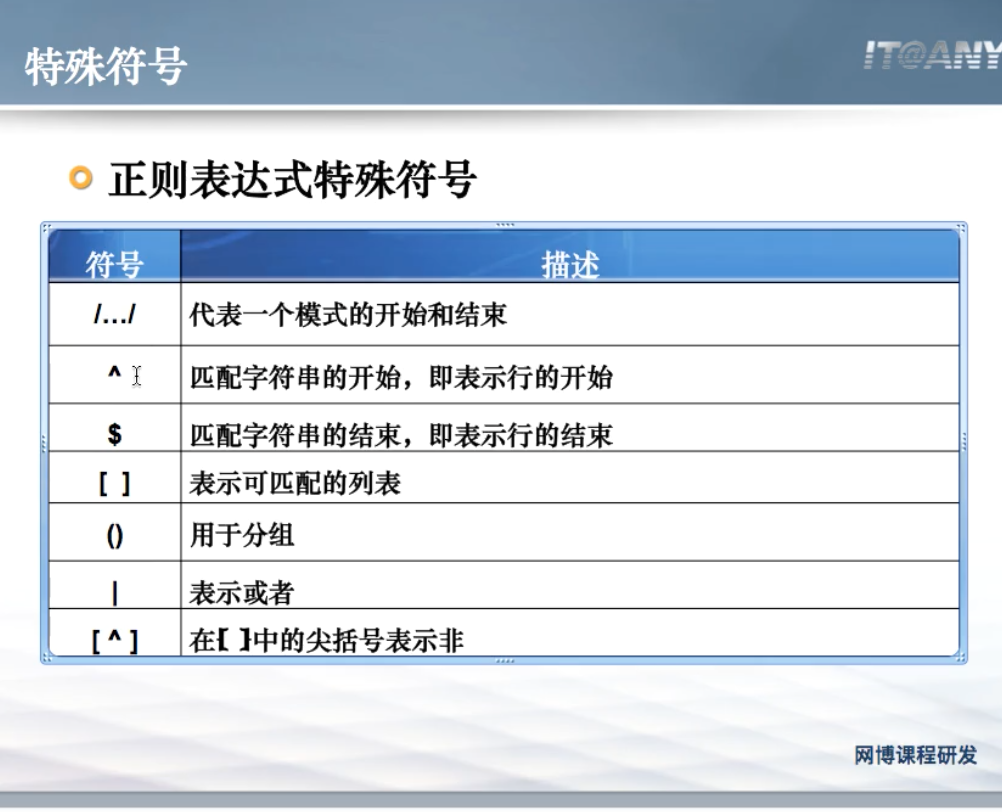 特殊符号
IT@ANY
正则表达式特殊符号
符号 描述
/.../ 代表一个模式的开始和结束
^ 匹配字符串的开始，即表示行的开始
$ 匹配字符串的结束，即表示行的结束
[ ] 表示可匹配的列表
() 用于分组
| 表示或者
[ ^ ] 在[ ]中的尖括号表示非
网博课程研发